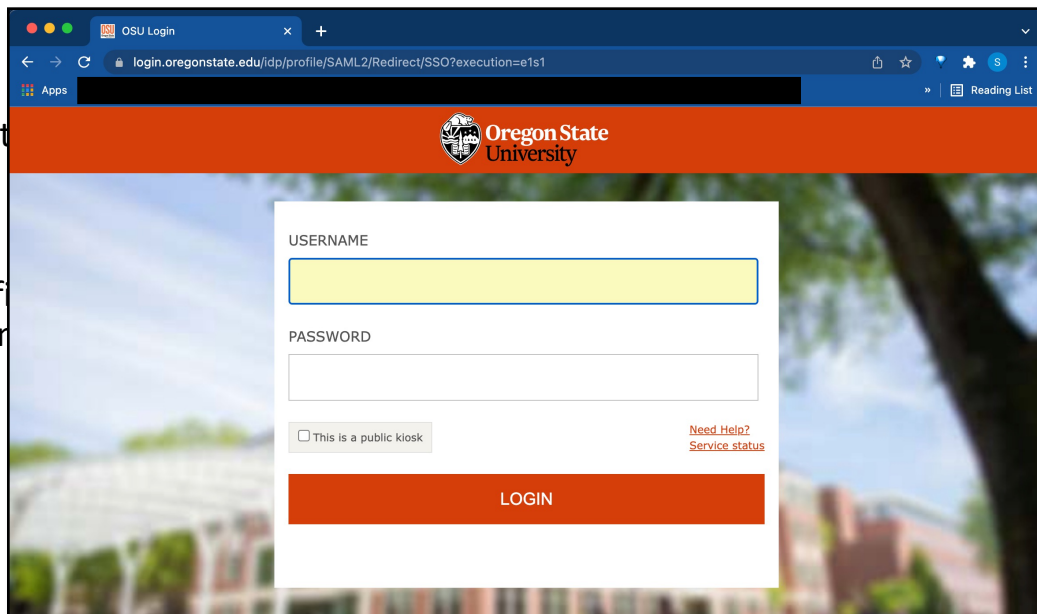 OSU Login
login.oregonstate.edu/idp/profile/SAML2/Redirect/SSO?execution=e1s1
S
Apps
» Reading List
Oregon State
University
USERNAME
PASSWORD
This is a public kiosk
Need Help?
Service status
LOGIN